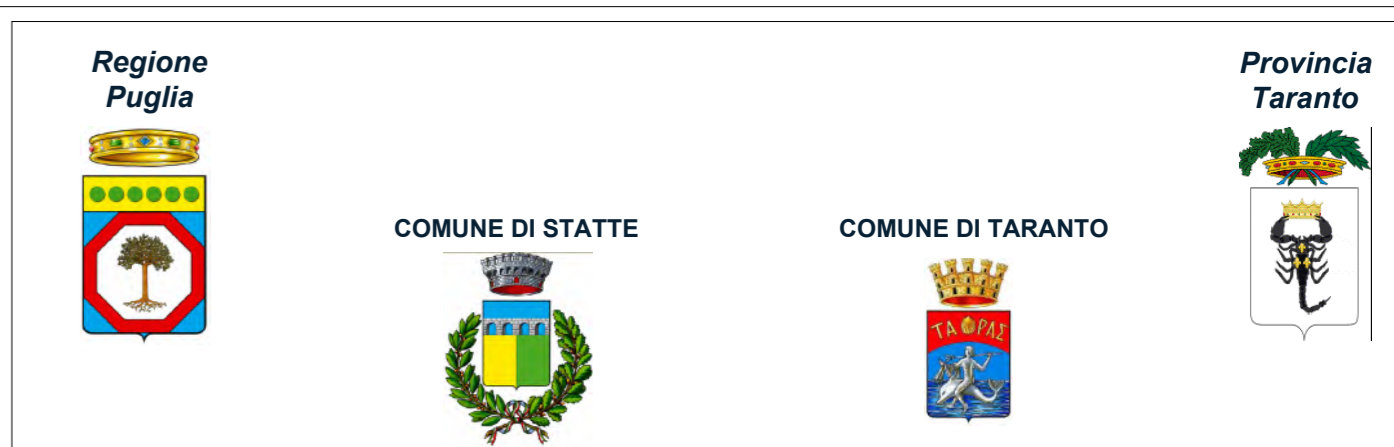 Regione
Puglia
Provincia
Taranto
COMUNE DI STATTE
COMUNE DI TARANTO
ΤΑΡΑΣ